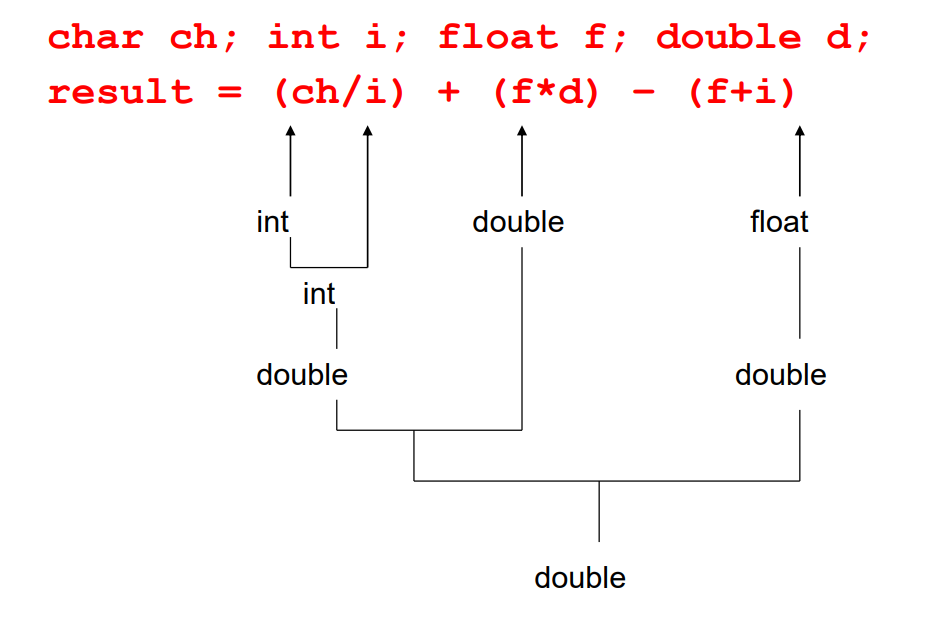 char ch; int i; float f; double d;
result = (ch/i) + (f*d) - (f+i)
int double float
int
double double
double